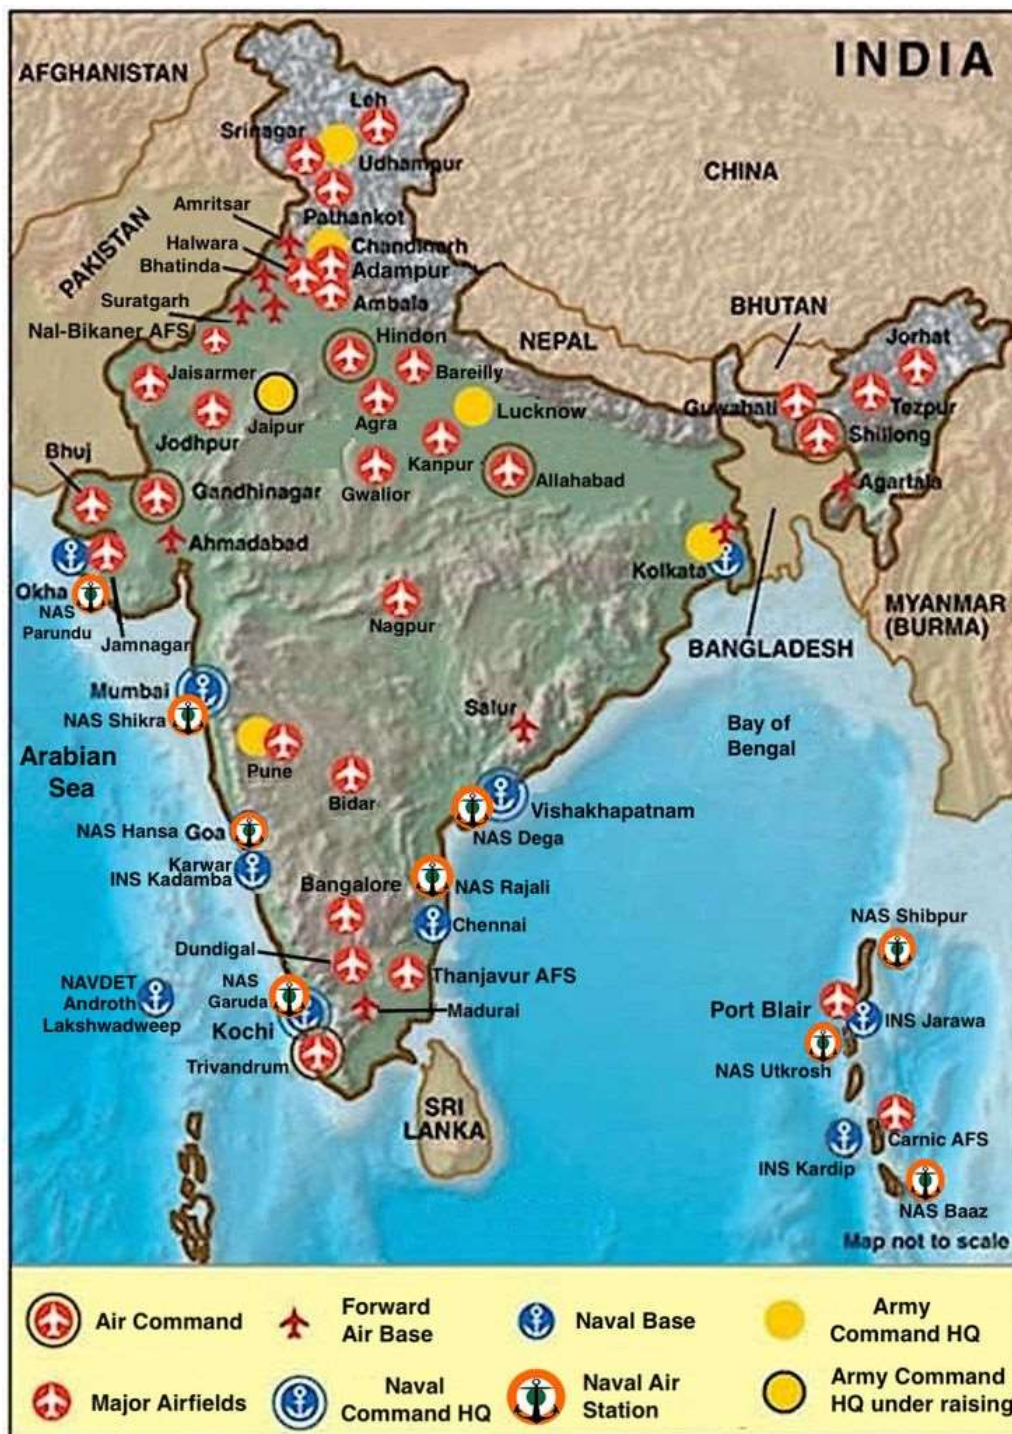 INDIA
AFGHANISTAN
Leh
Srinagar
Udhampur
CHINA
Pathankot
Amritsar
PAKISTAN
Halwara
Chandinarh
Bhatinda
Adampur
Suratgarh
Ambala
Nal-Bikaner AFS
Hindon
NEPAL
BHUTAN
Jorhat
Jaisarmer
Bareilly
Guwahati
Tezpur
Jodhpur
Jaipur
Agra
Lucknow
Shillong
Bhuj
Kanpur
Gwalior
Allahabad
Gandhinagar
Agartala
Ahmadabad
Kolkata
Okha
NAS
Parundu
Jamnagar
Nagpur
MYANMAR
(BURMA)
BANGLADESH
Mumbai
NAS Shikra
Salur
Bay of
Bengal
Arabian
Sea
Pune
Bidar
Vishakhapatnam
NAS Dega
NAS Hansa
Goa
Karwar
INS Kadamba
Bangalore
NAS Rajali
Chennai
NAS Shibpur
Dundigal
Thanjavur AFS
NAVDET
Androth
Lakshwadweep
NAS
Garuda
Madurai
Port Blair
INS Jarawa
Kochi
Trivandrum
NAS Utkrosh
SRI
LANKA
Carnic AFS
INS Kardip
NAS Baaz
Map not to scale
Air Command
Forward
Air Base
Naval Base
Army
Command HQ
Major Airfields
Naval
Command HQ
Naval Air
Station
Army Command
HQ under raising